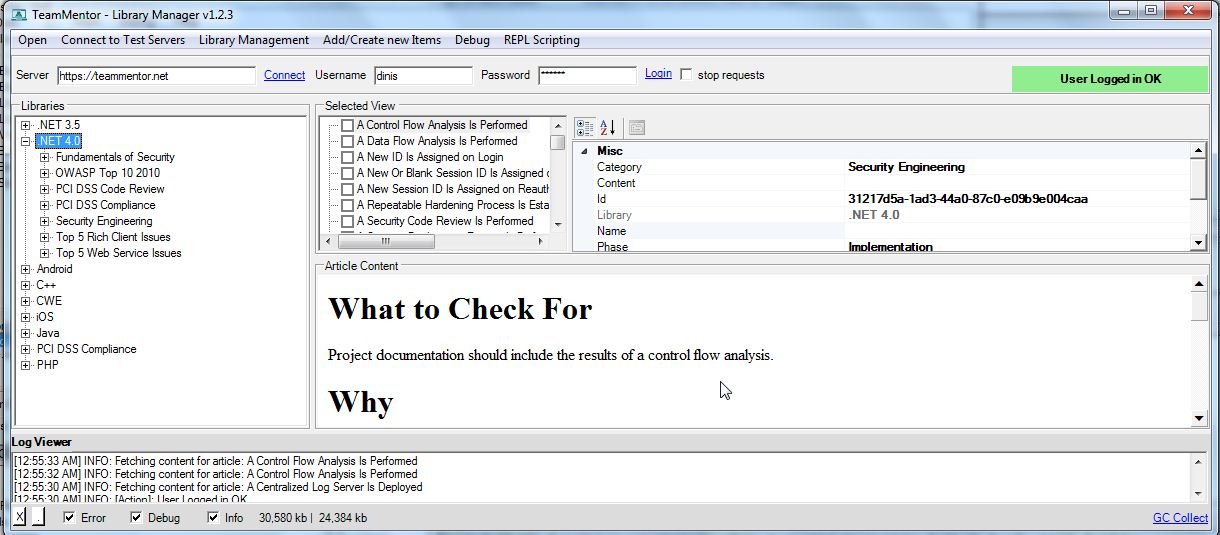 TeamMentor - Library Manager v1.2.3
Open Connect to Test Servers Library Management Add/Create new Items Debug REPL Scripting
Server https://teammentor.net Connect Username dinis Password ****** Login stop requests User Logged in OK
Libraries
.NET 3.5
.NET 4.0
Fundamentals of Security
OWASP Top 10 2010
PCI DSS Code Review
PCI DSS Compliance
Security Engineering
Top 5 Rich Client Issues
Top 5 Web Service Issues
Android
C++
CWE
iOS
Java
PCI DSS Compliance
PHP
Selected View
A Control Flow Analysis Is Performed
A Data Flow Analysis Is Performed
A New ID Is Assigned on Login
A New Or Blank Session ID Is Assigned
A New Session ID Is Assigned on Reauth
A Repeatable Hardening Process Is Esta
A Security Code Review Is Performed
Misc
Category Security Engineering
Content
Id 31217d5a-1ad3-44a0-87c0-e09b9e004caa
Library .NET 4.0
Name
Phase Implementation
Article Content
What to Check For
Project documentation should include the results of a control flow analysis.
Why
Log Viewer
[12:55:33 AM] INFO: Fetching content for article: A Control Flow Analysis Is Performed
[12:55:32 AM] INFO: Fetching content for article: A Control Flow Analysis Is Performed
[12:55:30 AM] INFO: Fetching content for article: A Centralized Log Server Is Deployed
[12:55:30 AM] INFO: [Action]: User Logged in OK
X . Error Debug Info 30,580 kb | 24,384 kb GC Collect